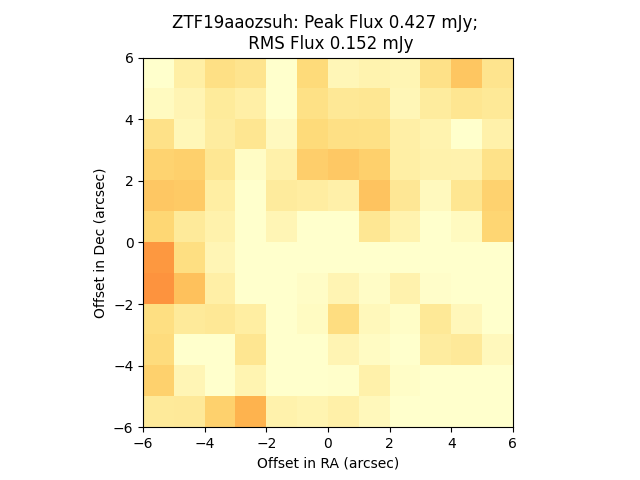 ZTF19aaozsuh: Peak Flux 0.427 mJy;
RMS Flux 0.152 mJy
6
4
2
0
−2
−4
−6
Offset in Dec (arcsec)
−6 −4 −2 0 2 4 6
Offset in RA (arcsec)